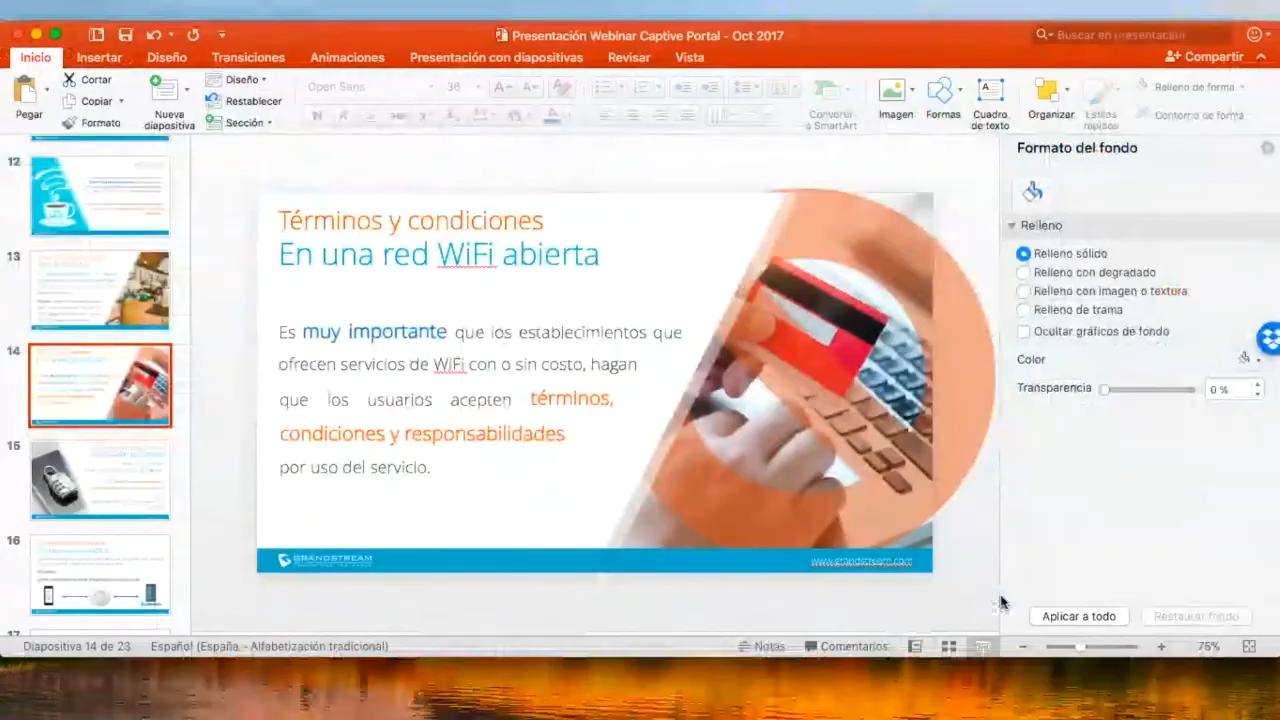 Presentación Webinar Captive Portal - Oct 2017
Buscar en presentación
Inicio Insertar Diseño Transiciones Animaciones Presentación con diapositivas Revisar Vista
Compartir
Pegar
Cortar
Copiar
Formato
Nueva diapositiva
Diseño
Restablecer
Sección
Open Sans 36
Convertir a SmartArt
Imagen
Formas
Cuadro de texto
Organizar
Estilos rápidos
Relleno de forma
Contorno de forma
12
13
14
15
16
17
Términos y condiciones
En una red WiFi abierta
Es muy importante que los establecimientos que
ofrecen servicios de WiFi con o sin costo, hagan
que los usuarios acepten términos,
condiciones y responsabilidades
por uso del servicio.
GRANDSTREAM
www.grandstream.com
Formato del fondo
Relleno
Relleno sólido
Relleno con degradado
Relleno con imagen o textura
Relleno de trama
Ocultar gráficos de fondo
Color
Transparencia 0 %
Aplicar a todo
Restaurar fondo
Diapositiva 14 de 23
Español (España - Alfabetización tradicional)
Notas
Comentarios
75%